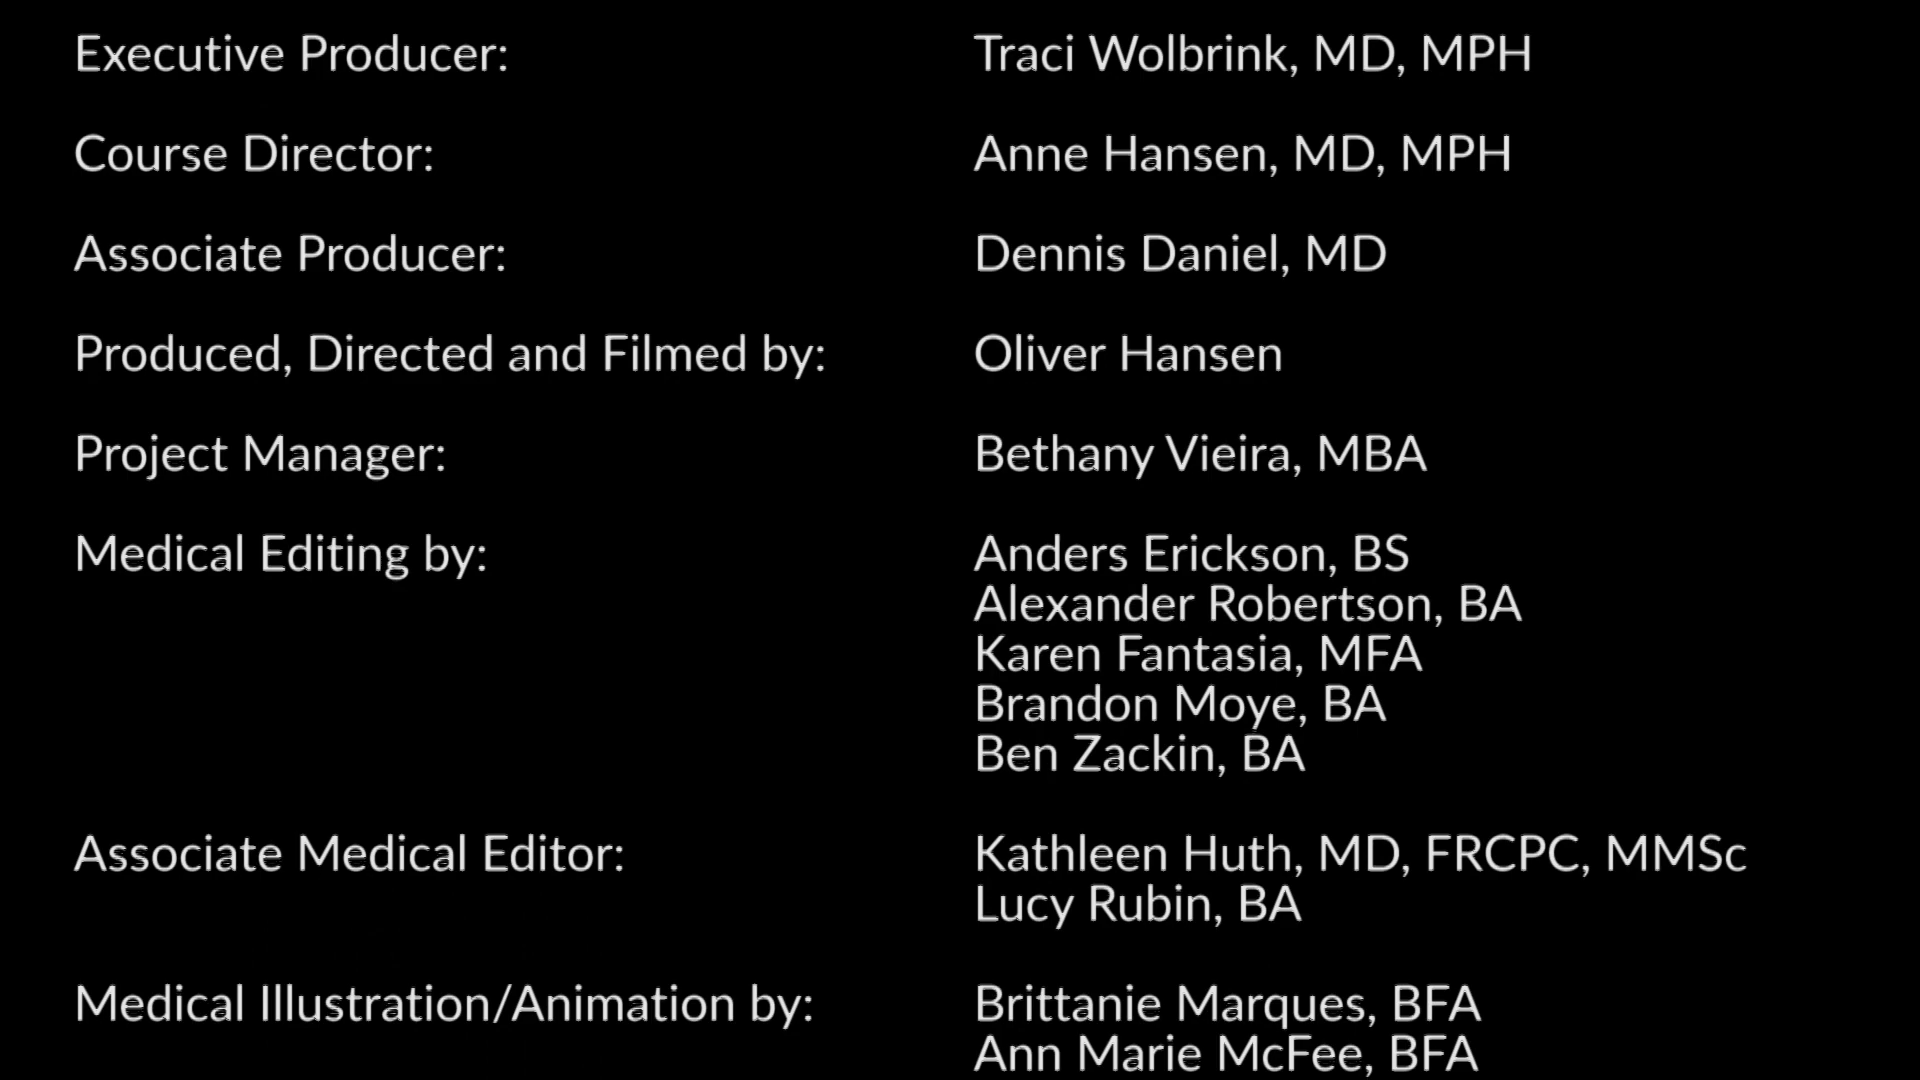 Executive Producer: Traci Wolbrink, MD, MPH
Course Director: Anne Hansen, MD, MPH
Associate Producer: Dennis Daniel, MD
Produced, Directed and Filmed by: Oliver Hansen
Project Manager: Bethany Vieira, MBA
Medical Editing by: Anders Erickson, BS
Alexander Robertson, BA
Karen Fantasia, MFA
Brandon Moye, BA
Ben Zackin, BA
Associate Medical Editor: Kathleen Huth, MD, FRCPC, MMSc
Lucy Rubin, BA
Medical Illustration/Animation by: Brittanie Marques, BFA
Ann Marie McFee, BFA